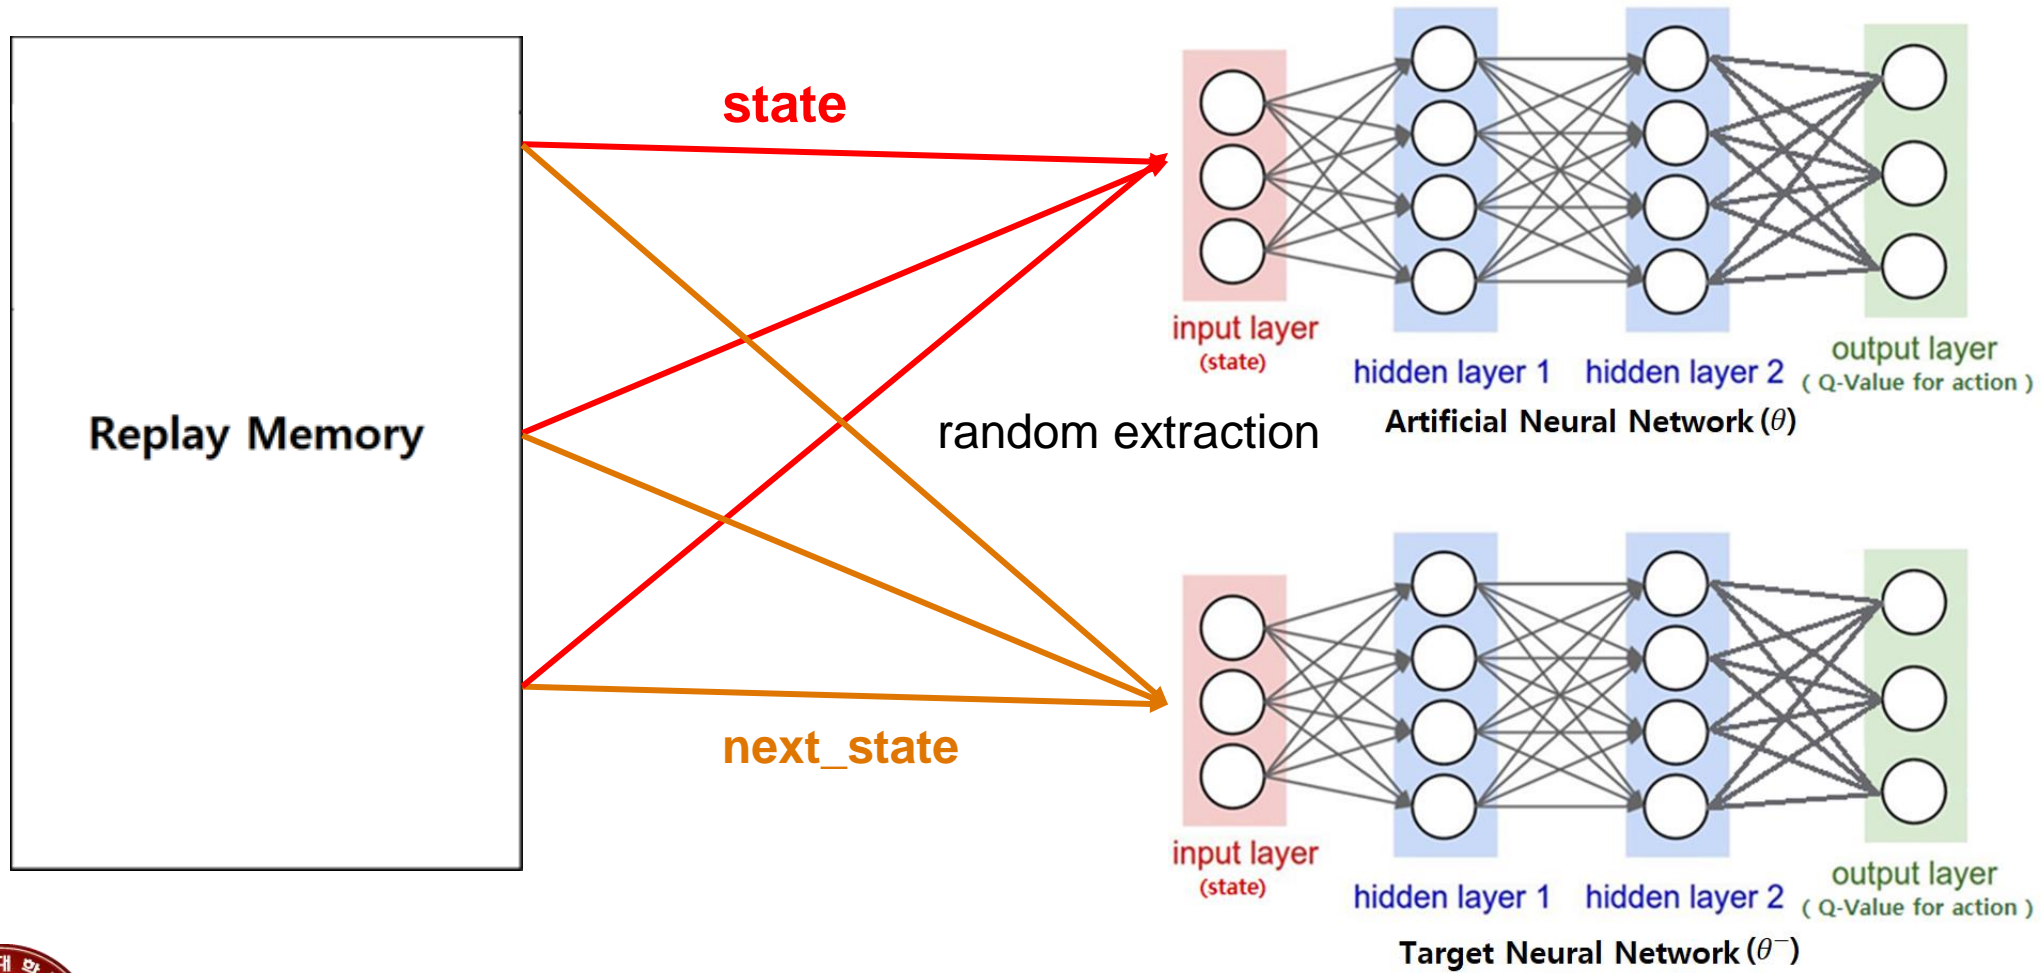 state
Replay Memory
random extraction
next_state
input layer
(state)
hidden layer 1
hidden layer 2
output layer
( Q-Value for action )
Artificial Neural Network (θ)
input layer
(state)
hidden layer 1
hidden layer 2
output layer
( Q-Value for action )
Target Neural Network (θ⁻)